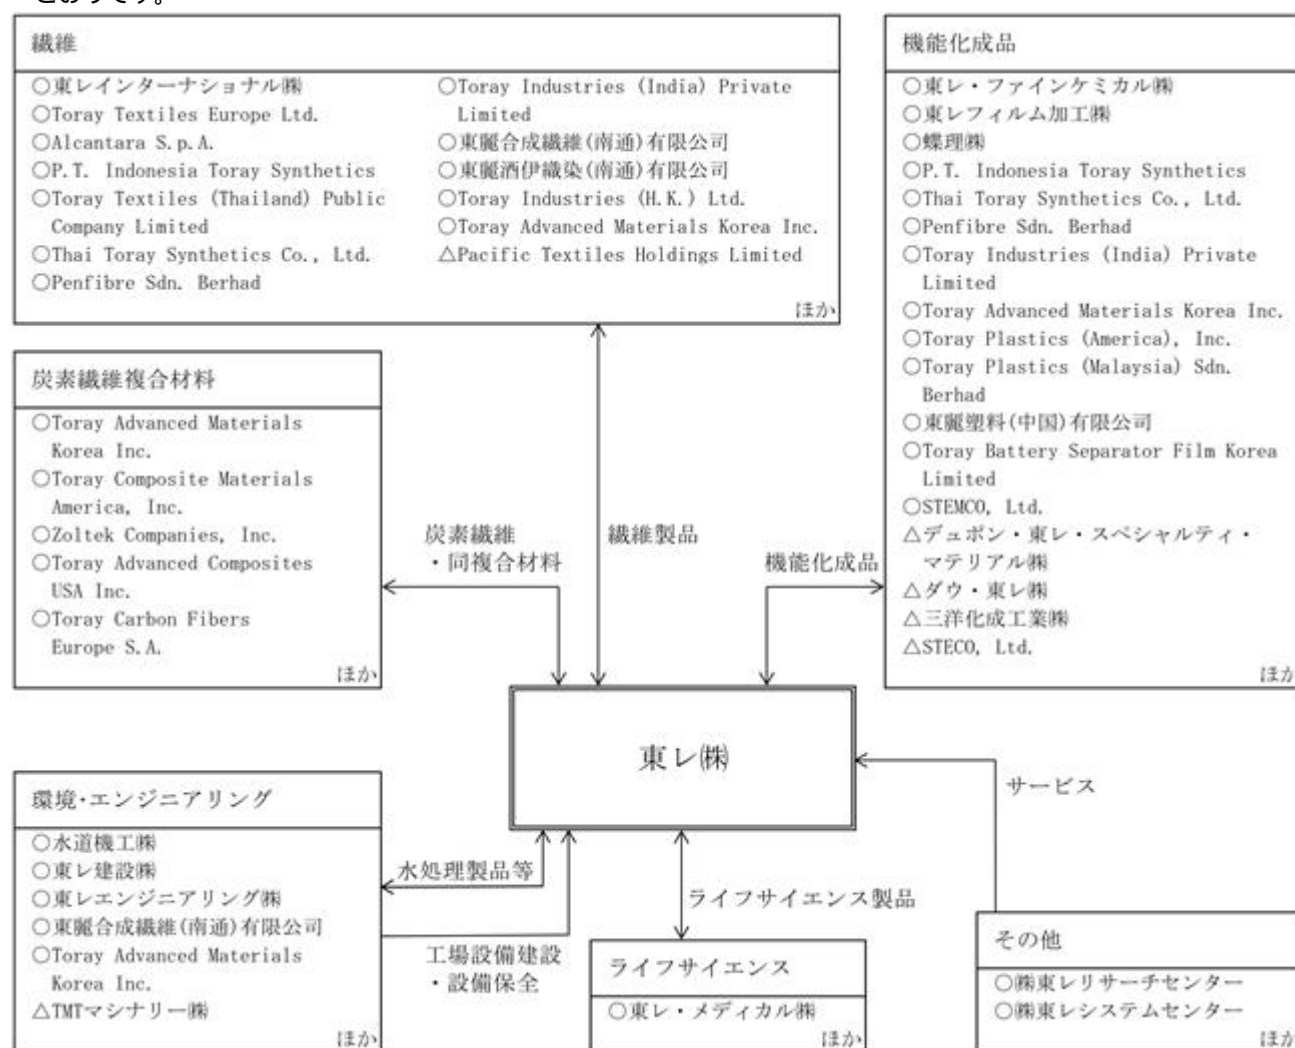 とおりです。
繊維
○東レインターナショナル㈱
○Toray Textiles Europe Ltd.
○Alcantara S.p.A.
○P.T. Indonesia Toray Synthetics
○Toray Textiles (Thailand) Public
Company Limited
○Thai Toray Synthetics Co., Ltd.
○Penfibre Sdn. Berhad
○Toray Industries (India) Private
Limited
○東麗合成繊維(南通)有限公司
○東麗酒伊織染(南通)有限公司
○Toray Industries (H.K.) Ltd.
○Toray Advanced Materials Korea Inc.
△Pacific Textiles Holdings Limited
ほか
機能化成品
○東レ・ファインケミカル㈱
○東レフィルム加工㈱
○蝶理㈱
○P.T. Indonesia Toray Synthetics
○Thai Toray Synthetics Co., Ltd.
○Penfibre Sdn. Berhad
○Toray Industries (India) Private
Limited
○Toray Advanced Materials Korea Inc.
○Toray Plastics (America), Inc.
○Toray Plastics (Malaysia) Sdn.
Berhad
○東麗塑料(中国)有限公司
○Toray Battery Separator Film Korea
Limited
○STEMCO, Ltd.
△デュポン・東レ・スペシャルティ・
マテリアル㈱
△ダウ・東レ㈱
△三洋化成工業㈱
△STECO, Ltd.
ほか
炭素繊維複合材料
○Toray Advanced Materials
Korea Inc.
○Toray Composite Materials
America, Inc.
○Zoltek Companies, Inc.
○Toray Advanced Composites
USA Inc.
○Toray Carbon Fibers
Europe S.A.
ほか
炭素繊維
・同複合材料
繊維製品
機能化成品
東レ㈱
サービス
環境・エンジニアリング
○水道機工㈱
○東レ建設㈱
○東レエンジニアリング㈱
○東麗合成繊維(南通)有限公司
○Toray Advanced Materials
Korea Inc.
△TMTマシナリー㈱
ほか
水処理製品等
工場設備建設
・設備保全
ライフサイエンス製品
ライフサイエンス
○東レ・メディカル㈱
ほか
その他
○㈱東レリサーチセンター
○㈱東レシステムセンター
ほか